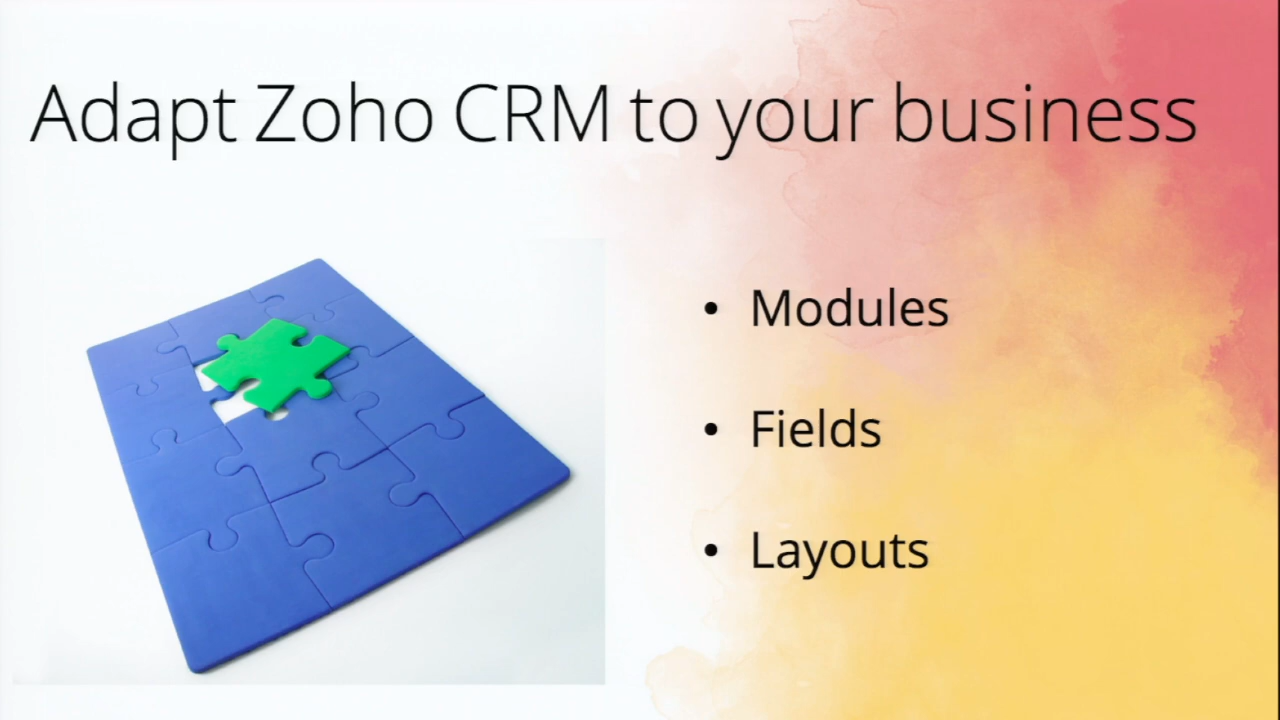 Adapt Zoho CRM to your business
• Modules
• Fields
• Layouts